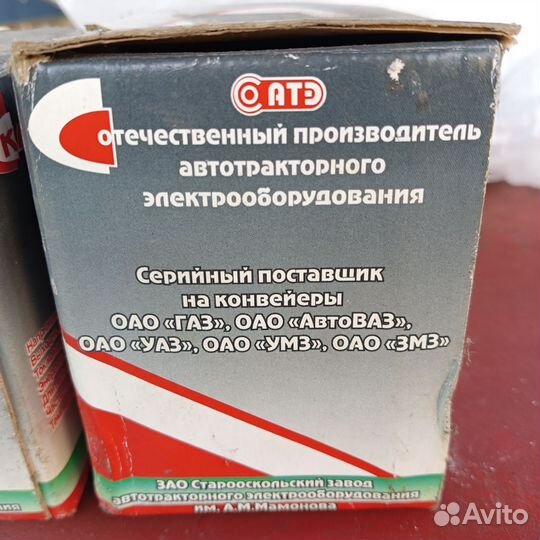 СОАТЭ
отечественный производитель
автотракторного
электрооборудования
Серийный поставщик
на конвейеры
ОАО «ГАЗ», ОАО «АвтоВАЗ»,
ОАО «УАЗ», ОАО «УМЗ», ОАО «ЗМЗ»
ЗАО Старооскольский завод
автотракторного электрооборудования
им. А.М.Мамонова
Avito